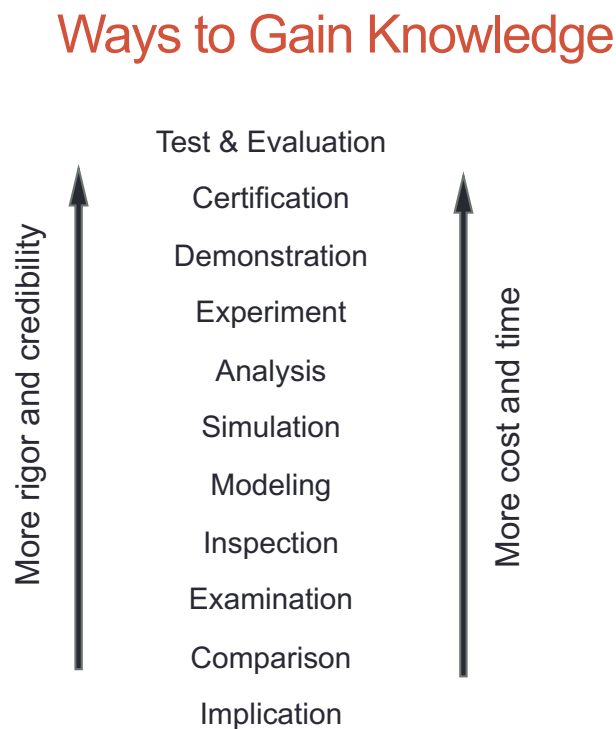 Ways to Gain Knowledge
Test & Evaluation
Certification
Demonstration
Experiment
Analysis
Simulation
Modeling
Inspection
Examination
Comparison
Implication
More rigor and credibility
More cost and time